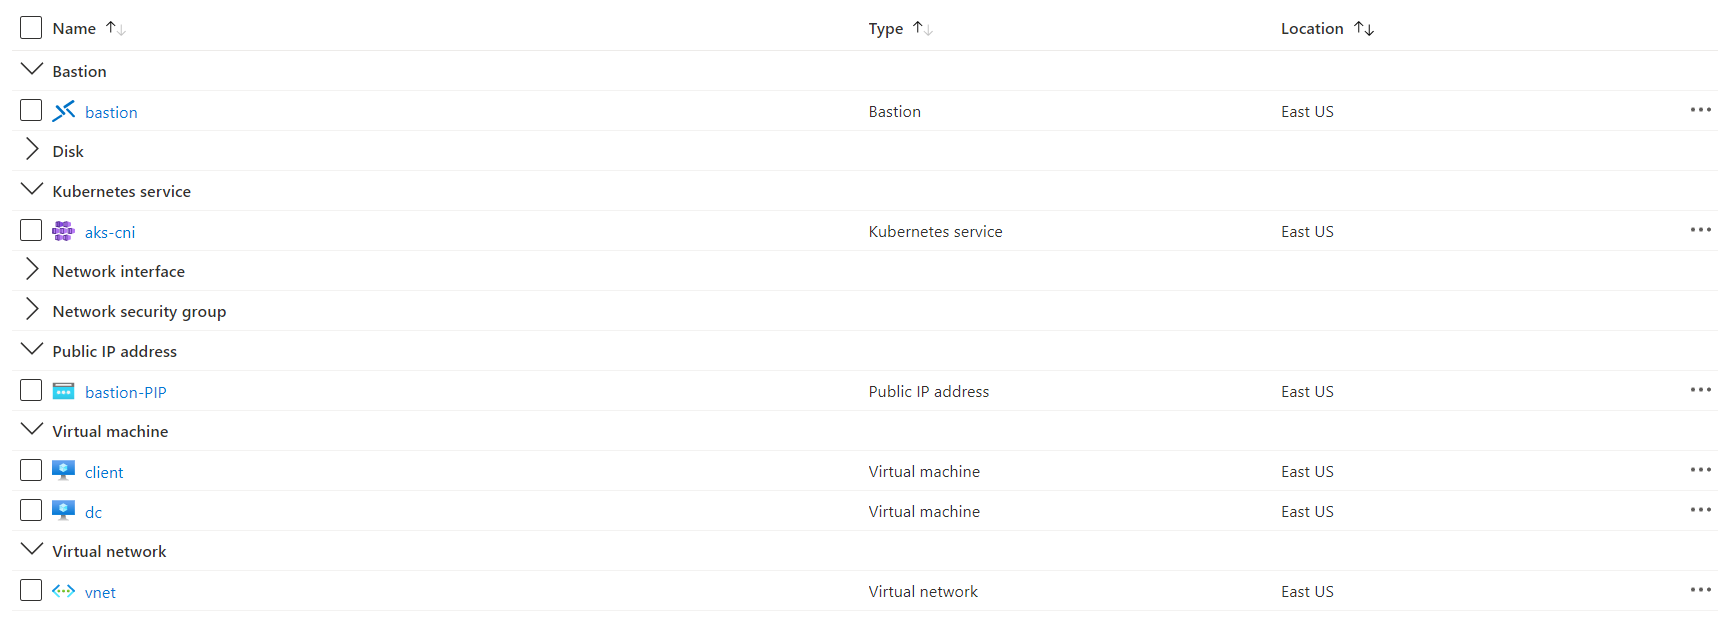 Name Type Location
Bastion
bastion Bastion East US
Disk
Kubernetes service
aks-cni Kubernetes service East US
Network interface
Network security group
Public IP address
bastion-PIP Public IP address East US
Virtual machine
client Virtual machine East US
dc Virtual machine East US
Virtual network
vnet Virtual network East US